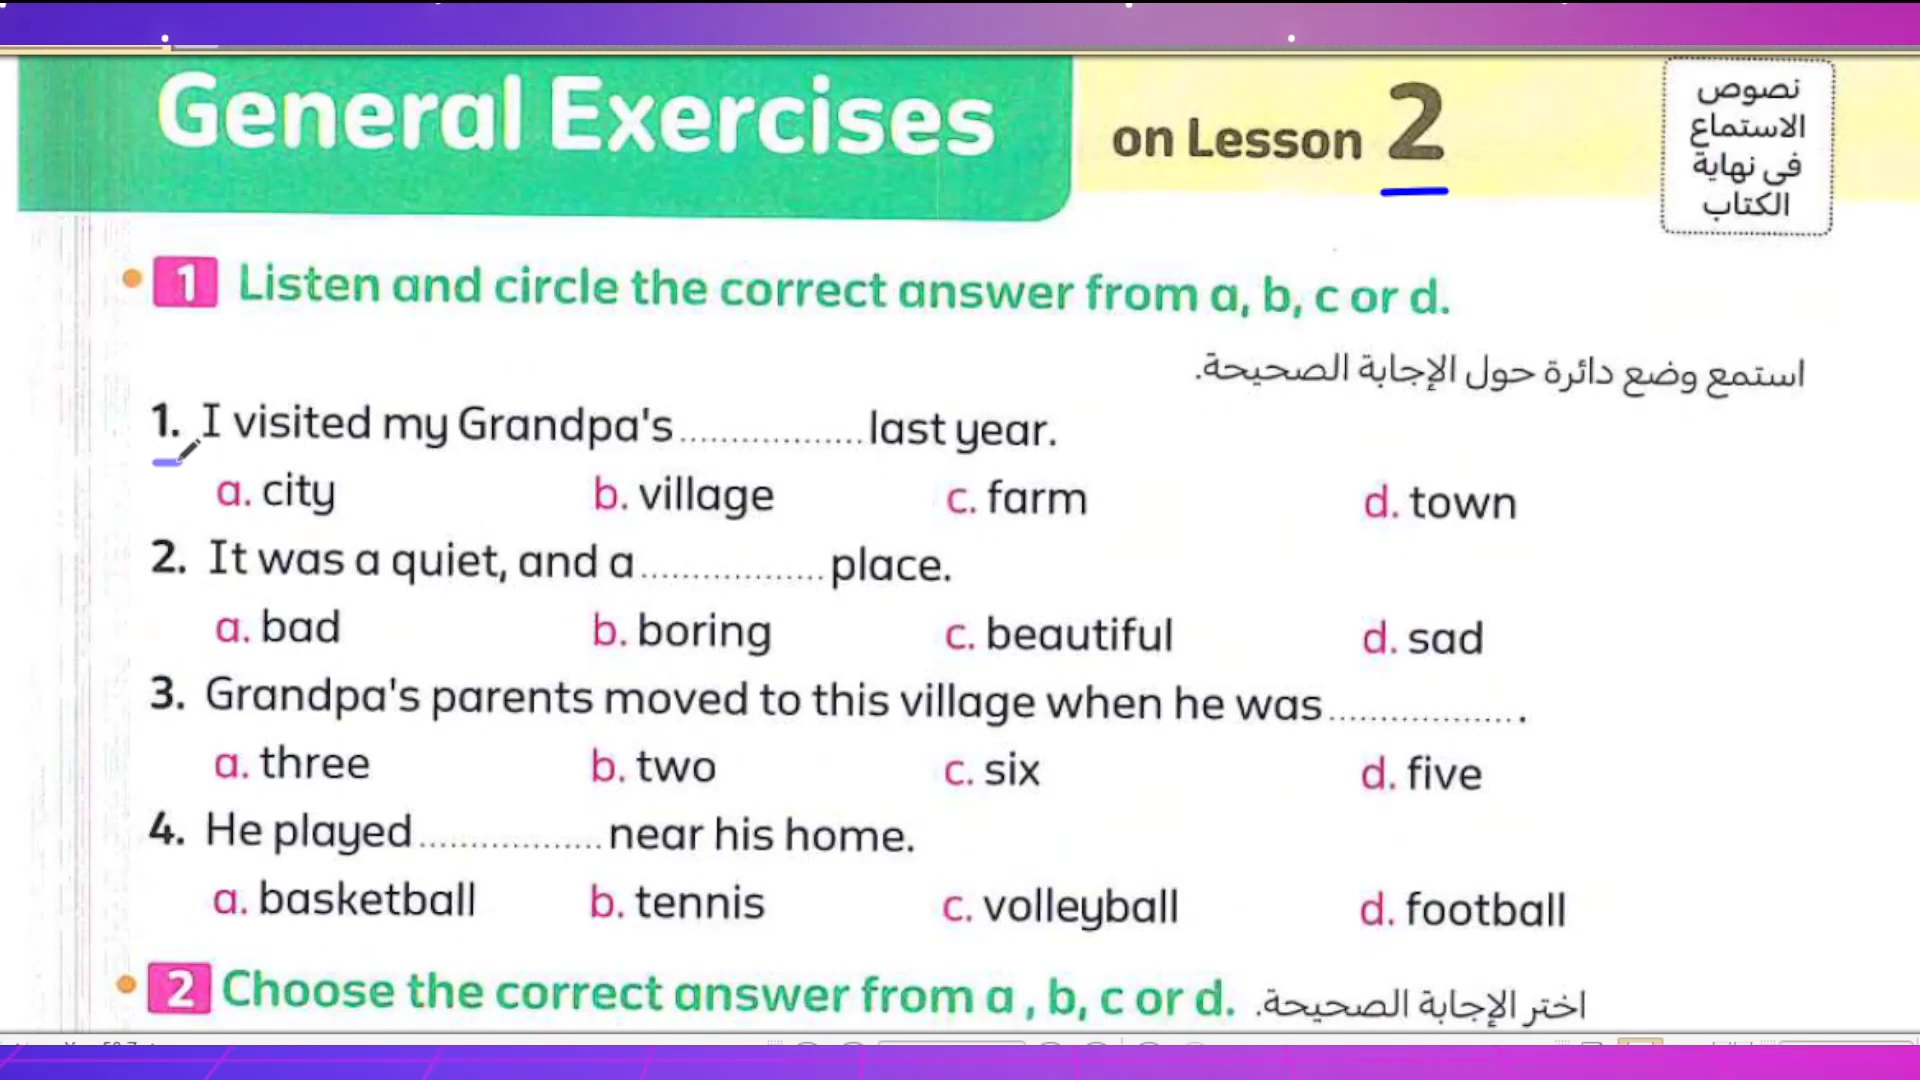 General Exercises on Lesson 2
نصوص
الاستماع
فى نهاية
الكتاب
1 Listen and circle the correct answer from a, b, c or d.
استمع وضع دائرة حول الإجابة الصحيحة.
1. I visited my Grandpa's .................. last year.
a. city b. village c. farm d. town
2. It was a quiet, and a .................. place.
a. bad b. boring c. beautiful d. sad
3. Grandpa's parents moved to this village when he was .................. .
a. three b. two c. six d. five
4. He played .................. near his home.
a. basketball b. tennis c. volleyball d. football
2 Choose the correct answer from a , b, c or d. اختر الإجابة الصحيحة.